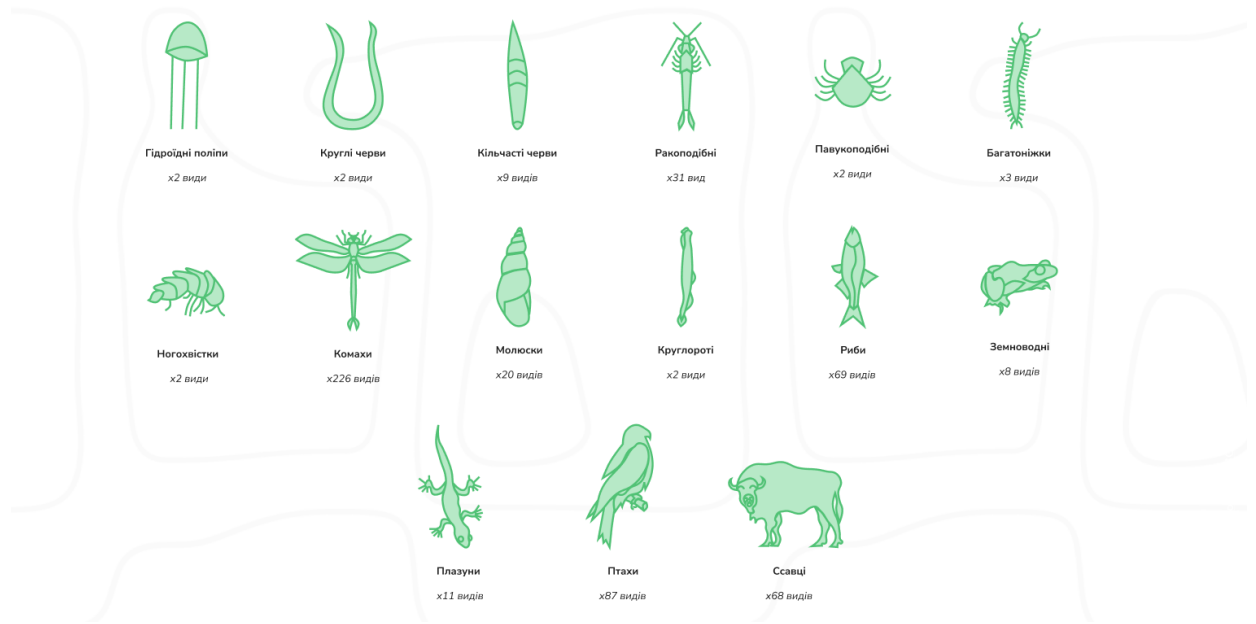 Гідроїдні поліпи
x2 види
Круглі черви
x2 види
Кільчасті черви
x9 видів
Ракоподібні
x31 вид
Павукоподібні
x2 види
Багатоніжки
x3 види
Ногохвістки
x2 види
Комахи
x226 видів
Молюски
x20 видів
Круглороті
x2 види
Риби
x69 видів
Земноводні
x8 видів
Плазуни
x11 видів
Птахи
x87 видів
Ссавці
x68 видів